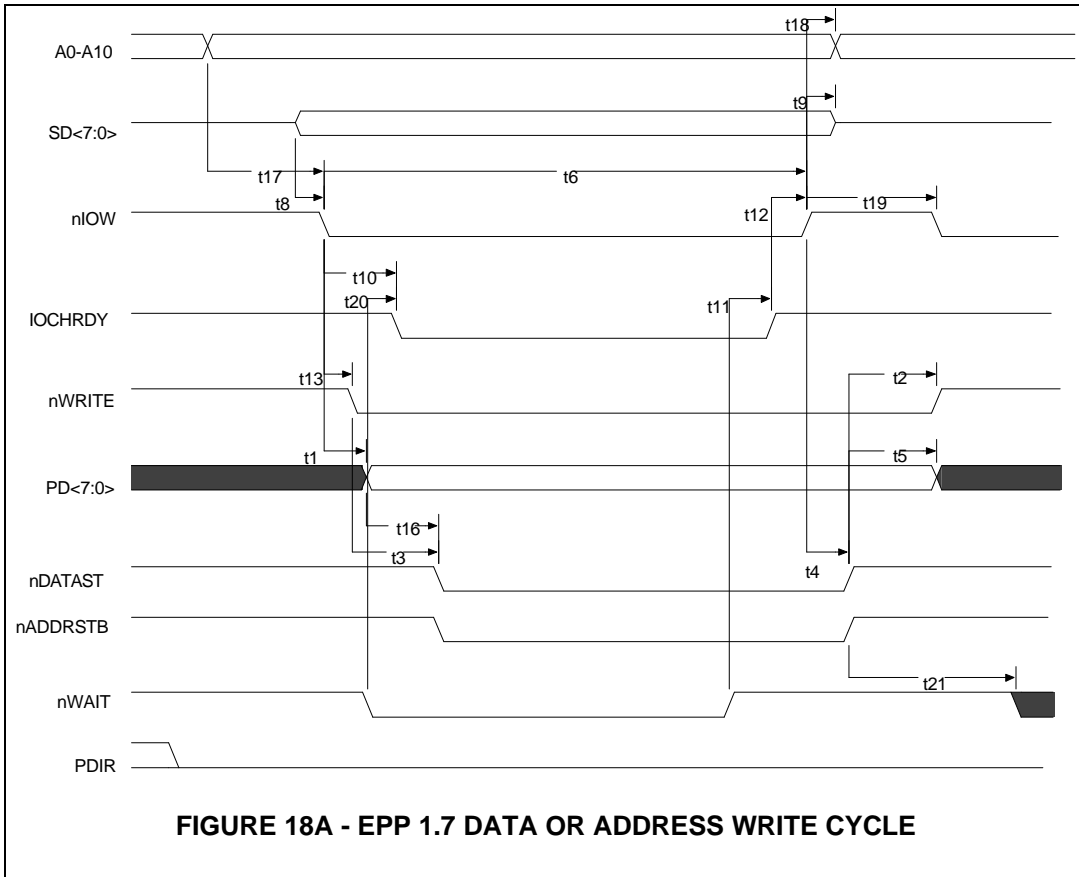 t18
A0-A10
t9
SD<7:0>
t17
t6
t8
t12
t19
nIOW
t10
t20
t11
IOCHRDY
t13
t2
nWRITE
t1
t5
PD<7:0>
t16
t3
t4
nDATAST
nADDRSTB
t21
nWAIT
PDIR
FIGURE 18A - EPP 1.7 DATA OR ADDRESS WRITE CYCLE